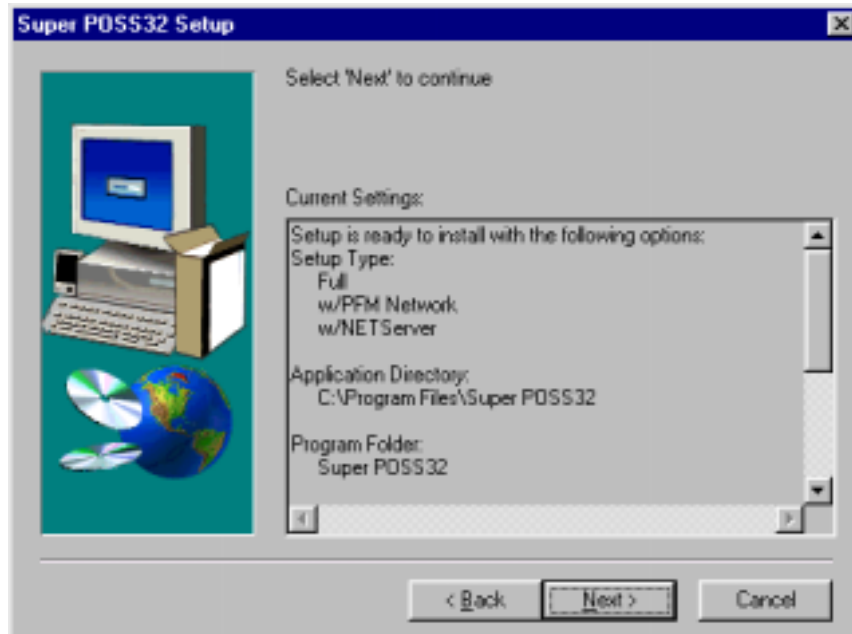 Super POSS32 Setup
Select 'Next' to continue
Current Settings:
Setup is ready to install with the following options:
Setup Type:
Full
w/PFM Network
w/NETServer
Application Directory:
C:\Program Files\Super POSS32
Program Folder:
Super POSS32
< Back
Next >
Cancel